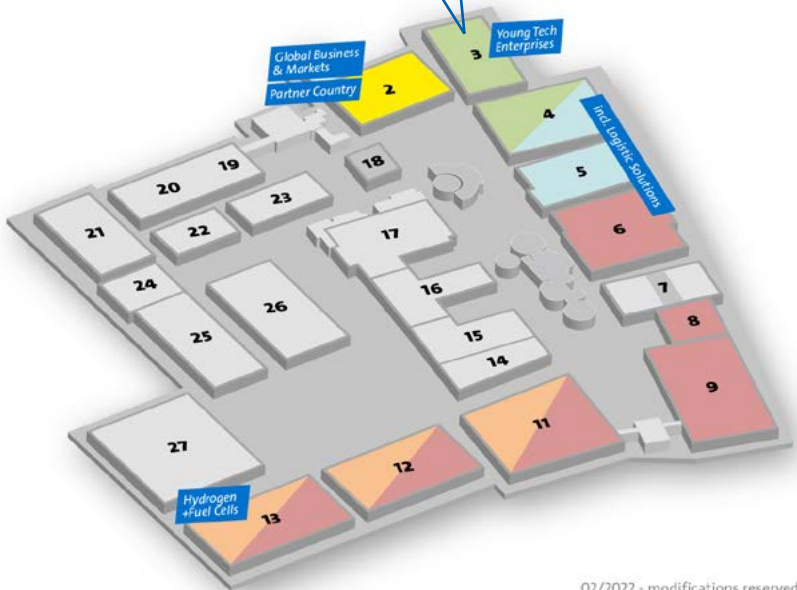 3
Young Tech
Enterprises
Global Business
& Markets
Partner Country
2
4
incl. Logistic Solutions
5
6
18
19
20
23
22
21
17
24
16
26
25
7
8
15
14
9
11
12
27
Hydrogen
+Fuel Cells
13
02/2022 - modifications reserved